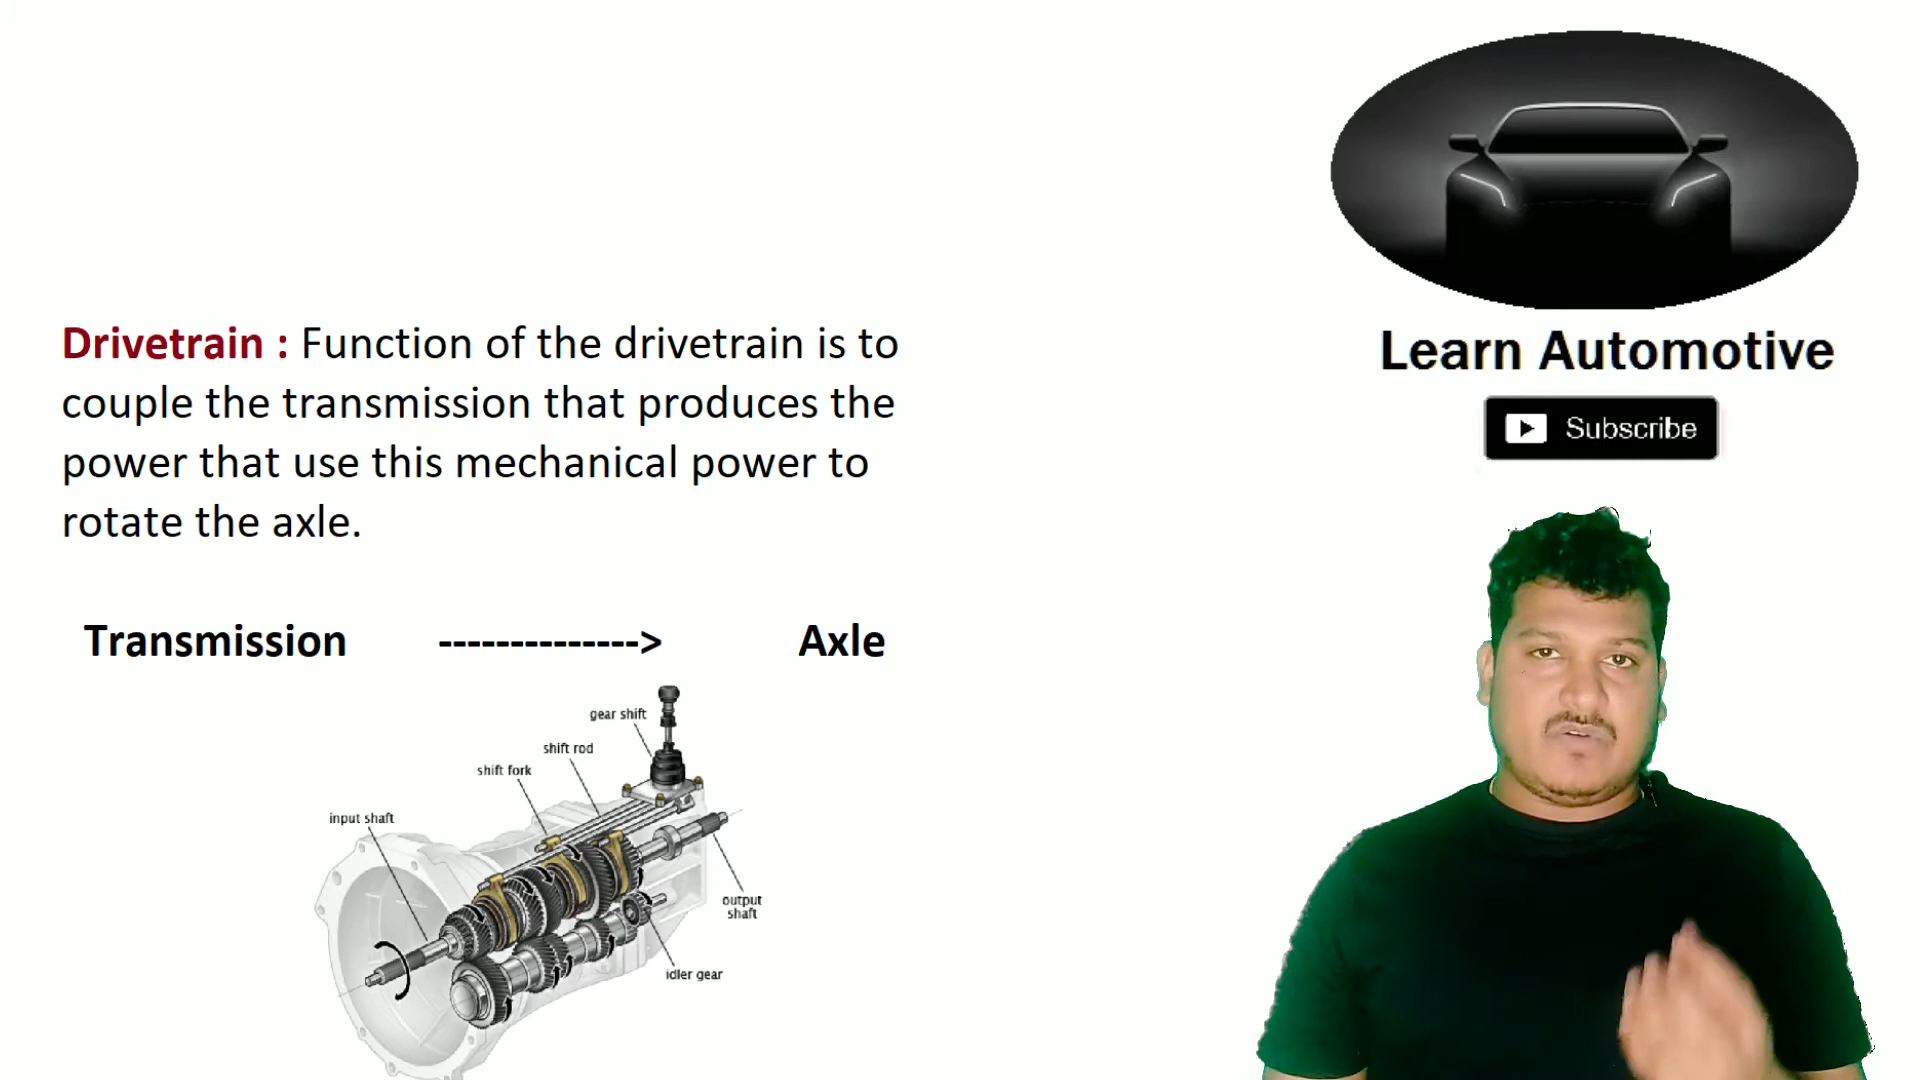 Drivetrain : Function of the drivetrain is to
couple the transmission that produces the
power that use this mechanical power to
rotate the axle.
Transmission --------------> Axle
gear shift
shift rod
shift fork
input shaft
output
shaft
idler gear
Learn Automotive
Subscribe